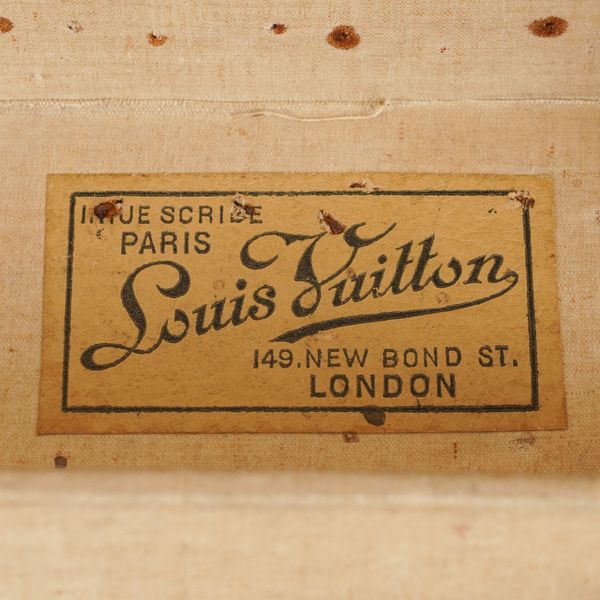 1.RUE SCRIBE
PARIS
Louis Vuitton
149.NEW BOND ST.
LONDON